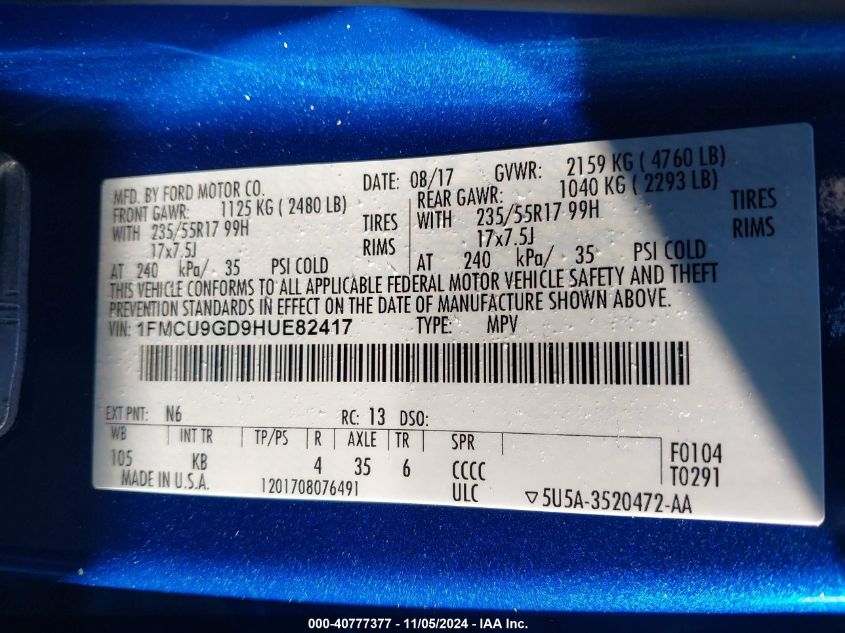 MFD. BY FORD MOTOR CO. DATE: 08/17 GVWR: 2159 KG ( 4760 LB)
FRONT GAWR: 1125 KG ( 2480 LB) REAR GAWR: 1040 KG ( 2293 LB)
WITH 235/55R17 99H TIRES WITH 235/55R17 99H TIRES
17x7.5J RIMS 17x7.5J RIMS
AT 240 kPa/ 35 PSI COLD AT 240 kPa/ 35 PSI COLD
THIS VEHICLE CONFORMS TO ALL APPLICABLE FEDERAL MOTOR VEHICLE SAFETY AND THEFT
PREVENTION STANDARDS IN EFFECT ON THE DATE OF MANUFACTURE SHOWN ABOVE.
VIN: 1FMCU9GD9HUE82417 TYPE: MPV
EXT PNT: N6 RC: 13 DSO:
WB INT TR TP/PS R AXLE TR SPR F0104
105 KB 4 35 6 CCCC T0291
MADE IN U.S.A. 1201708076491 ULC ▽5U5A-3520472-AA
000-40777377 - 11/05/2024 - IAA Inc.